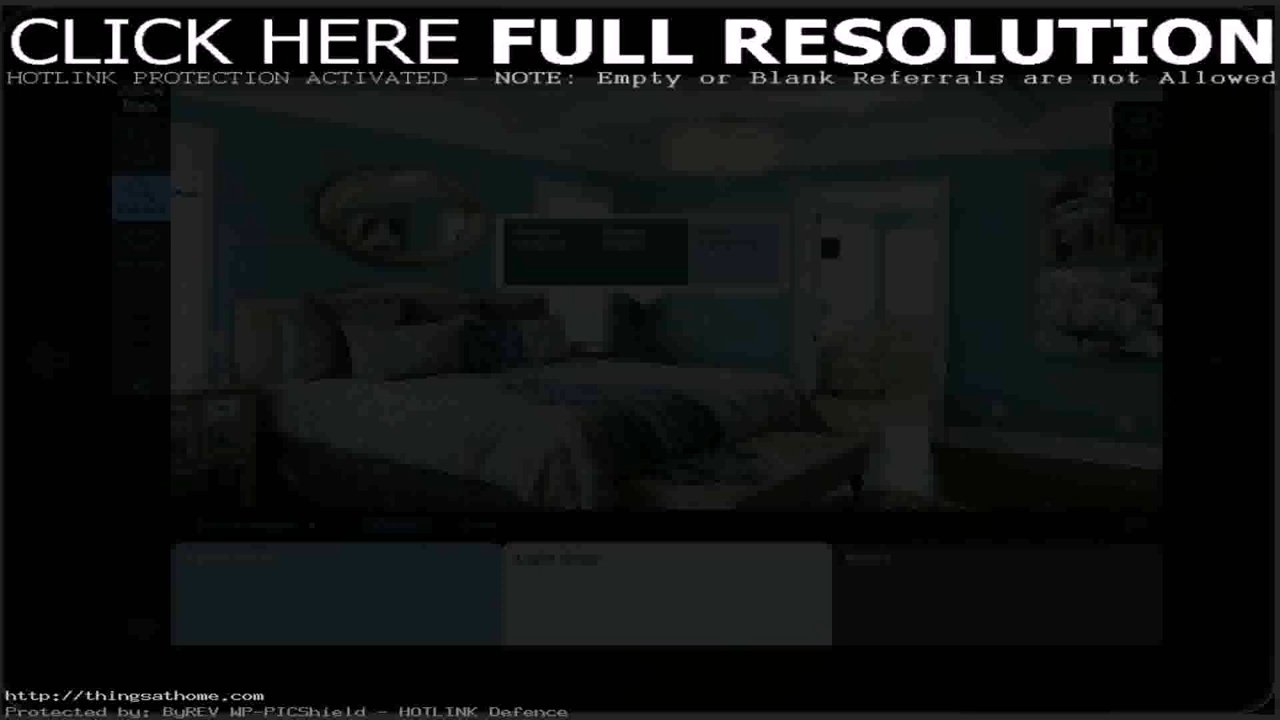 CLICK HERE FULL RESOLUTION
HOTLINK PROTECTION ACTIVATED - NOTE: Empty or Blank Referrals are not Allowed
http://thingsathome.com
Protected by: ByREV WP-PICShield - HOTLINK Defence